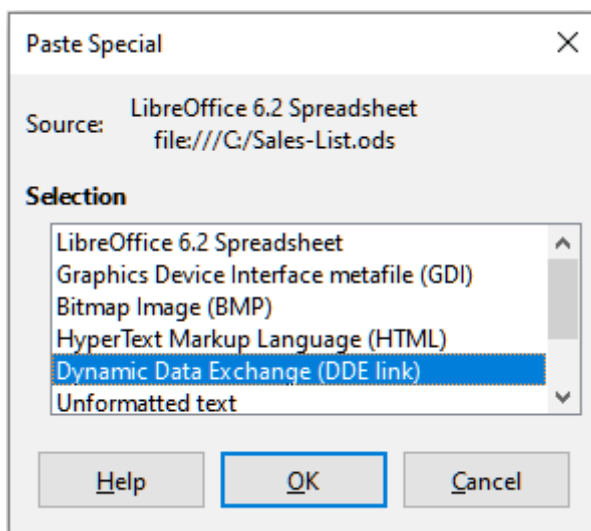 Paste Special
Source: LibreOffice 6.2 Spreadsheet
file:///C:/Sales-List.ods
Selection
LibreOffice 6.2 Spreadsheet
Graphics Device Interface metafile (GDI)
Bitmap Image (BMP)
HyperText Markup Language (HTML)
Dynamic Data Exchange (DDE link)
Unformatted text
Help OK Cancel